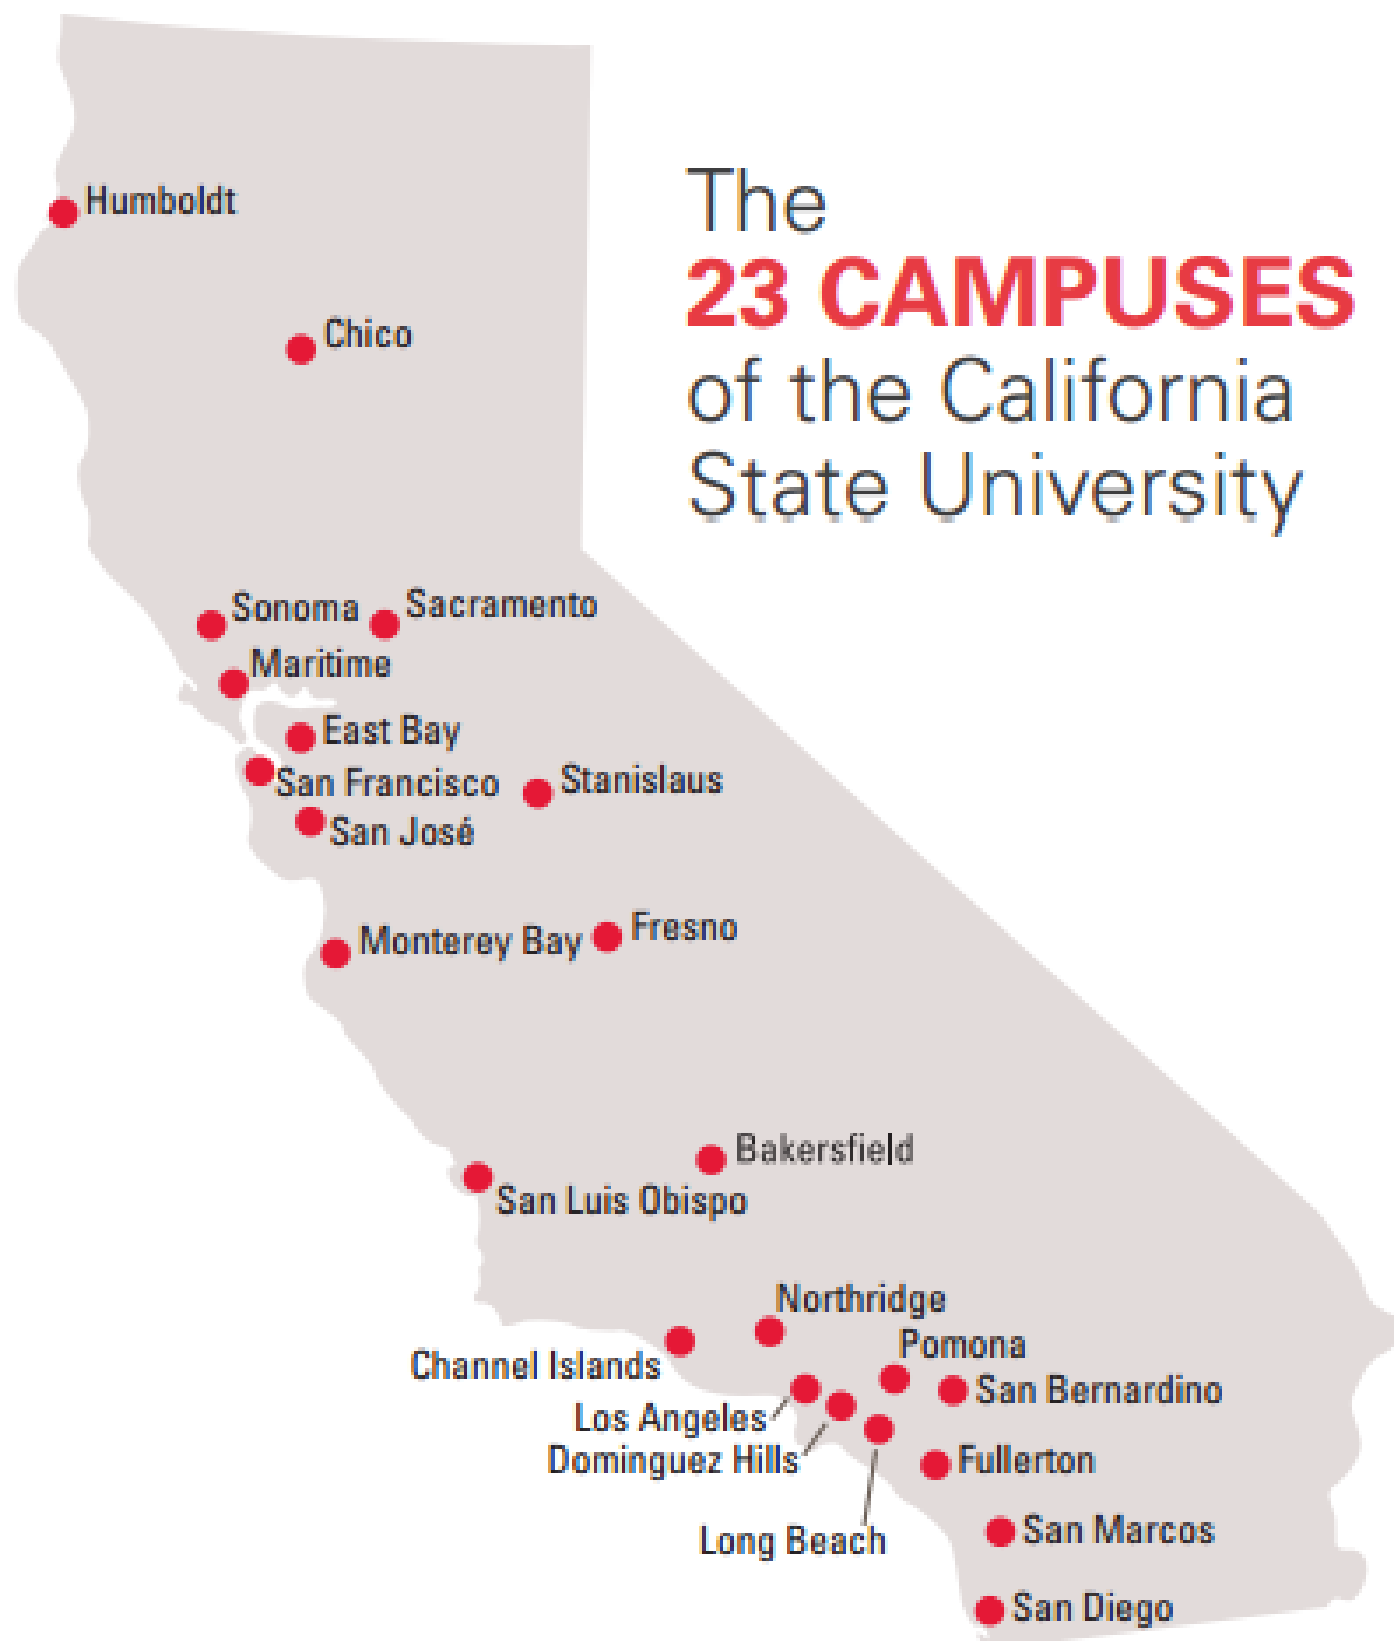 The
23 CAMPUSES
of the California
State University
Humboldt
Chico
Sonoma
Sacramento
Maritime
East Bay
San Francisco
Stanislaus
San José
Monterey Bay
Fresno
Bakersfield
San Luis Obispo
Northridge
Pomona
Channel Islands
San Bernardino
Los Angeles
Dominguez Hills
Fullerton
Long Beach
San Marcos
San Diego